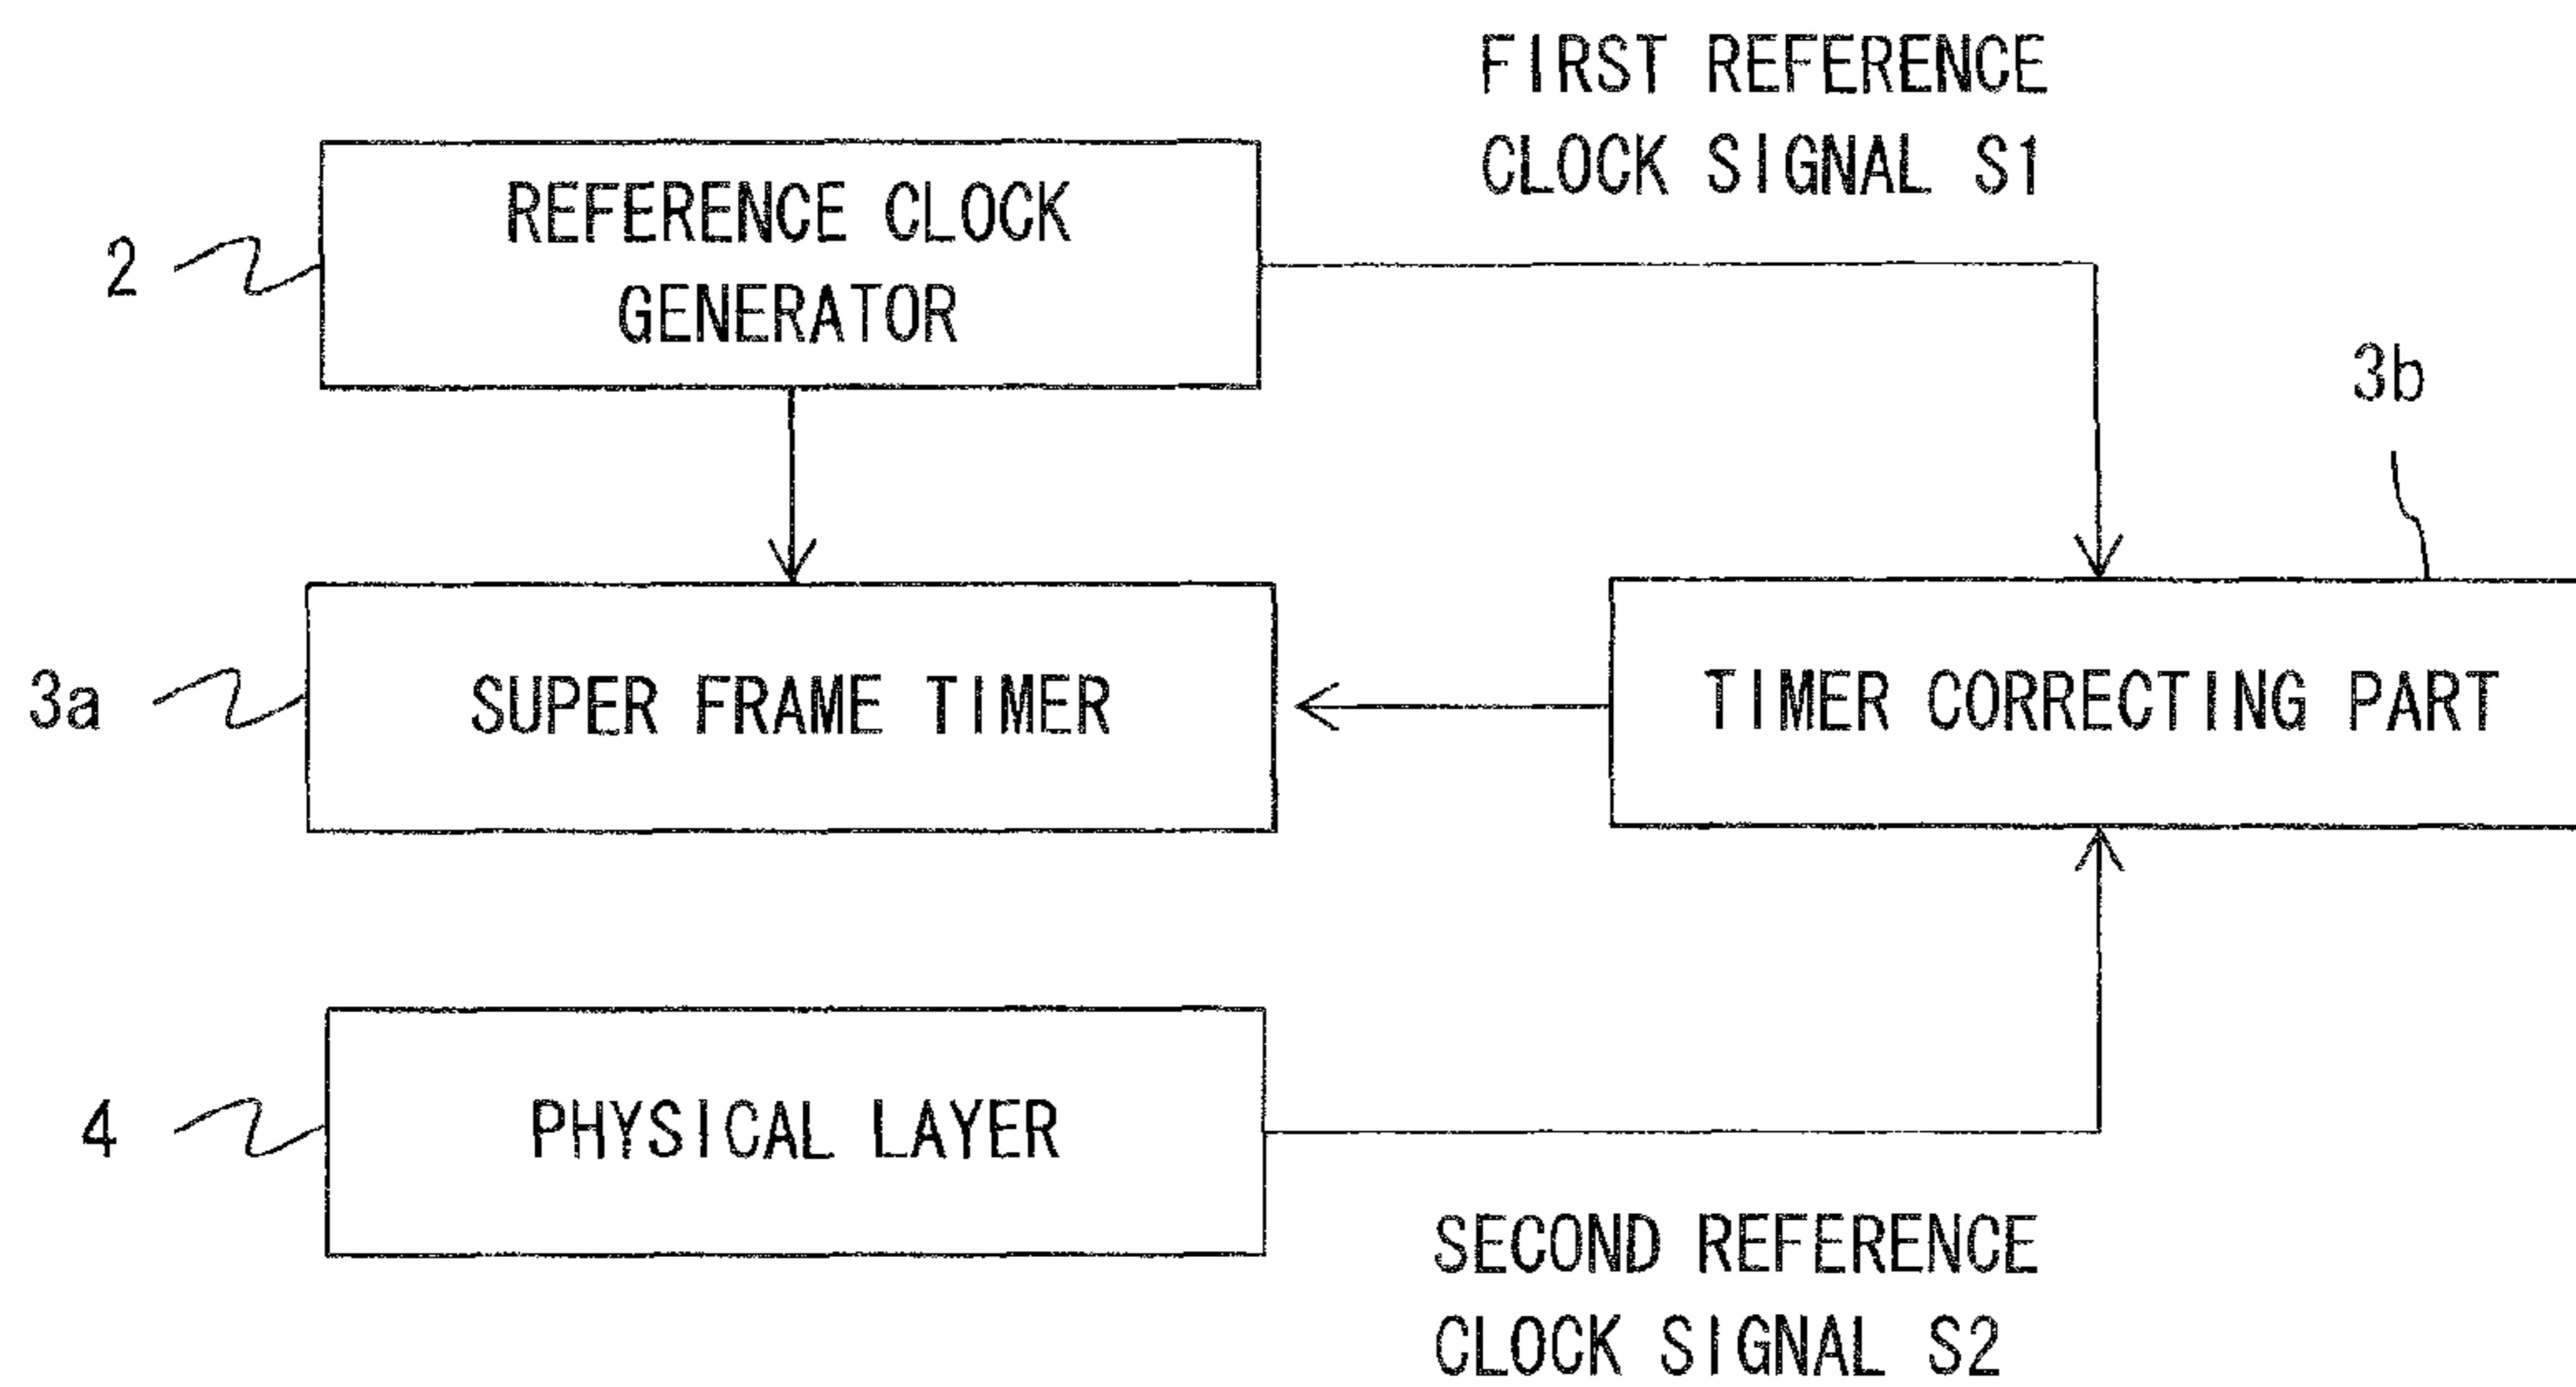 FIRST REFERENCE
CLOCK SIGNAL S1
REFERENCE CLOCK
GENERATOR
2
3b
3a
SUPER FRAME TIMER
TIMER CORRECTING PART
4
PHYSICAL LAYER
SECOND REFERENCE
CLOCK SIGNAL S2